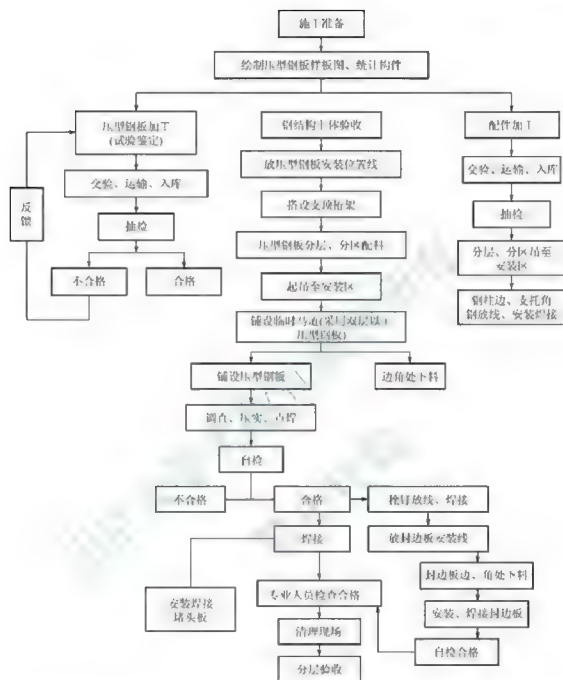 施工准备
绘制压型钢板样板图、统计构件
压型钢板加工
(试验鉴定)
钢结构主体验收
配件加工
交验、运输、入库
放压型钢板安装位置线
交验、运输、入库
反
馈
抽检
搭设支顶桁架
抽检
不合格
合格
压型钢板分层、分区配料
分层、分区吊至
安装区
起吊至安装区
钢柱边、支托角
钢放线、安装焊接
铺设临时马道(采用双层以上
压型钢板)
铺设压型钢板
边角处下料
调直、压实、点焊
自检
不合格
合格
栓钉放线、焊接
焊接
放封边板安装线
封边板边、角处下料
安装焊接
堵头板
专业人员检查合格
安装、焊接封边板
清理现场
自检合格
分层验收